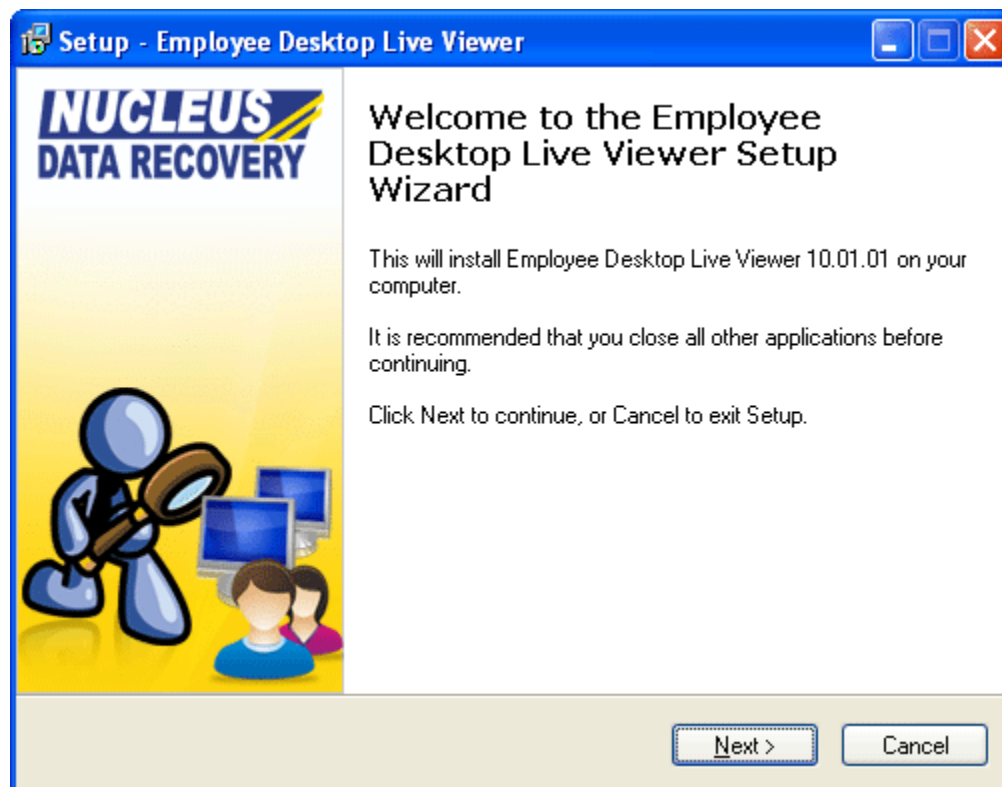 Setup - Employee Desktop Live Viewer
NUCLEUS
DATA RECOVERY
Welcome to the Employee
Desktop Live Viewer Setup
Wizard
This will install Employee Desktop Live Viewer 10.01.01 on your
computer.
It is recommended that you close all other applications before
continuing.
Click Next to continue, or Cancel to exit Setup.
Next >
Cancel